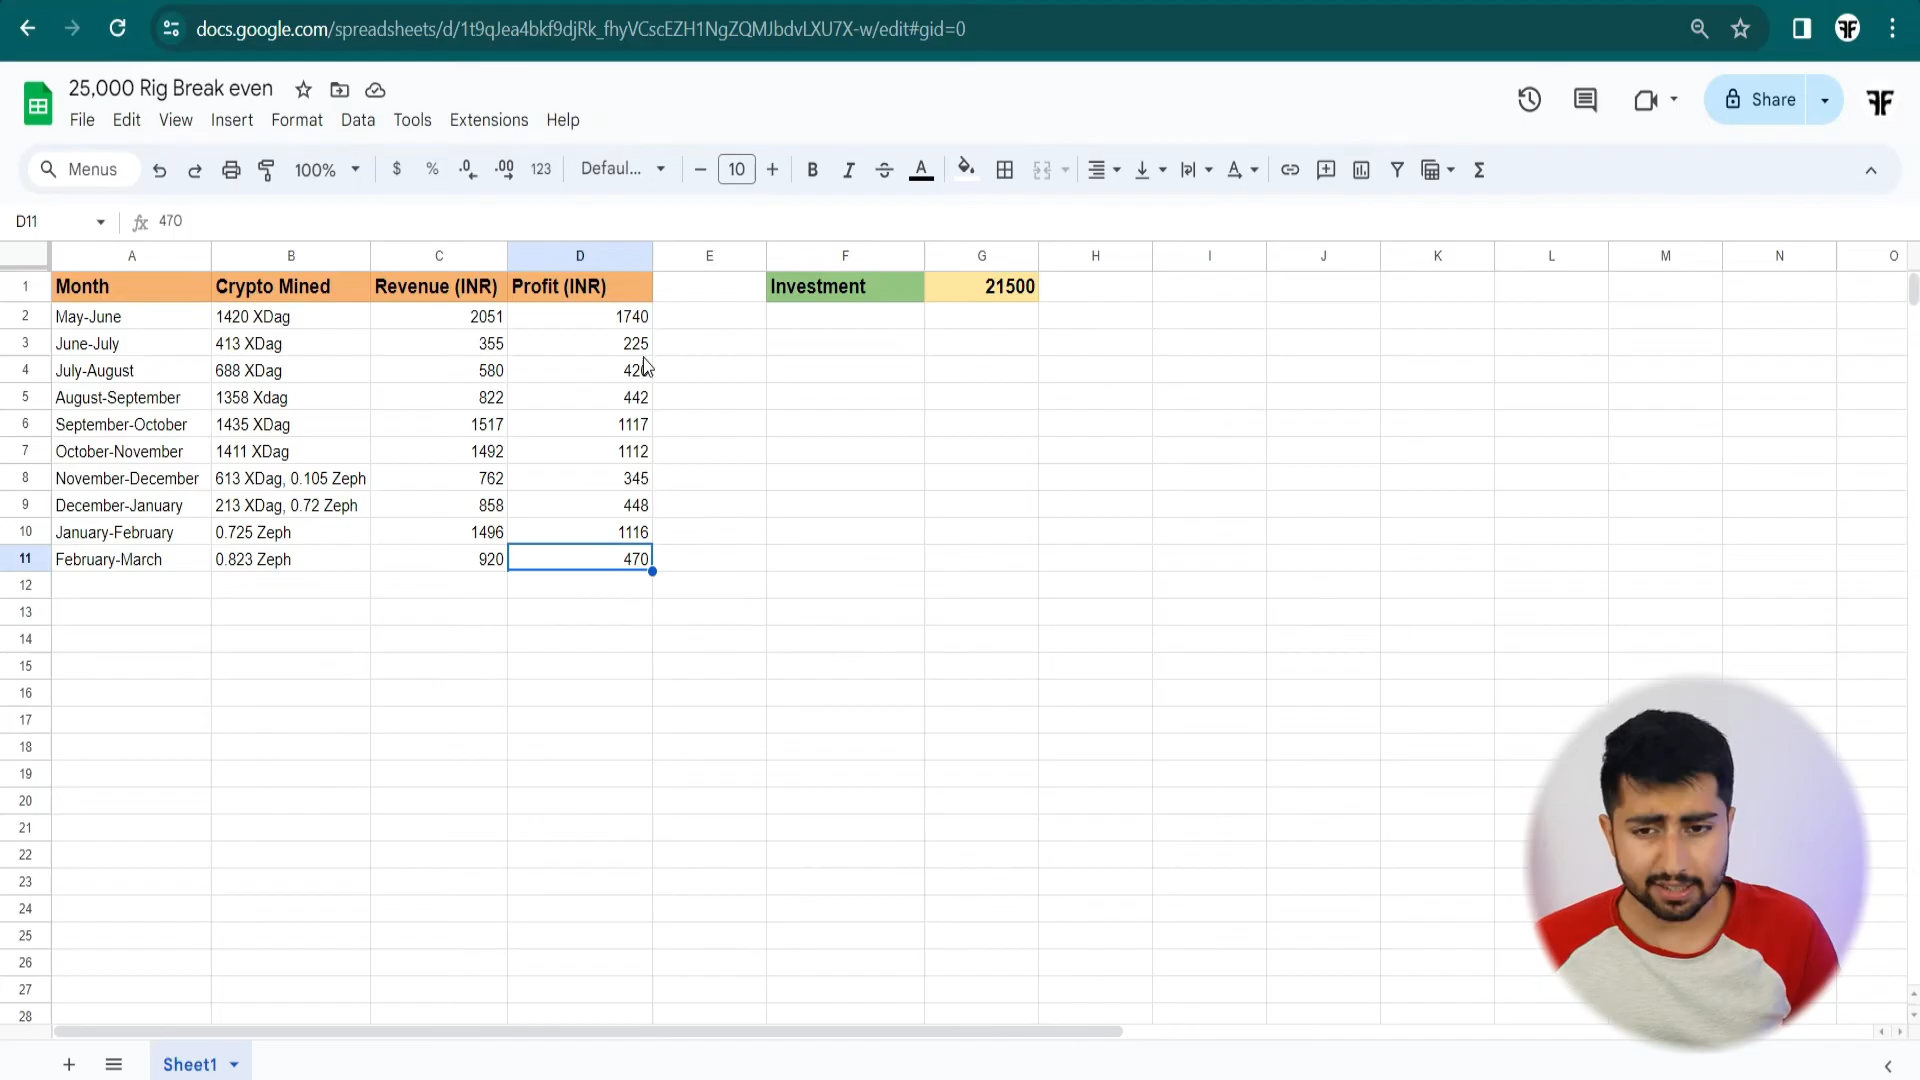 docs.google.com/spreadsheets/d/1t9qJea4bkf9djRk_fhyVCscEZH1NgZQMJbdvLXU7X-w/edit#gid=0
25,000 Rig Break even
File Edit View Insert Format Data Tools Extensions Help
Share
Menus 100% $ % .0 .00 123 Defaul... 10 B I A
D11 fx 470
A B C D E F G H I J K L M N O
1 Month Crypto Mined Revenue (INR) Profit (INR) Investment 21500
2 May-June 1420 XDag 2051 1740
3 June-July 413 XDag 355 225
4 July-August 688 XDag 580
5 August-September 1358 Xdag 822 442
6 September-October 1435 XDag 1517 1117
7 October-November 1411 XDag 1492 1112
8 November-December 613 XDag, 0.105 Zeph 762 345
9 December-January 213 XDag, 0.72 Zeph 858 448
10 January-February 0.725 Zeph 1496 1116
11 February-March 0.823 Zeph 920 470
12
13
14
15
16
17
18
19
20
21
22
23
24
25
26
27
28
Sheet1